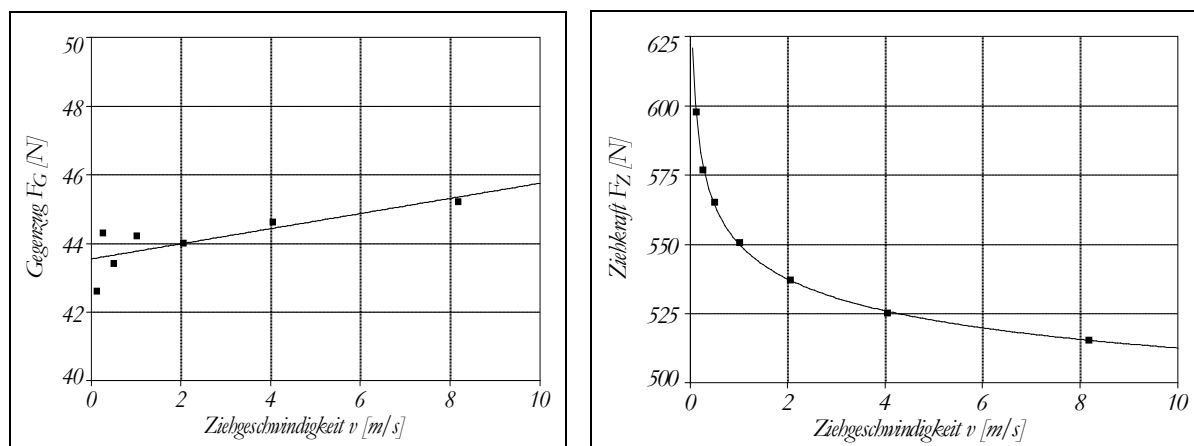 50
48
46
44
42
40
Gegenzug F_G [N]
0 2 4 6 8 10
Ziehgeschwindigkeit v [m/s]
625
600
575
550
525
500
Ziehkraft F_Z [N]
0 2 4 6 8 10
Ziehgeschwindigkeit v [m/s]